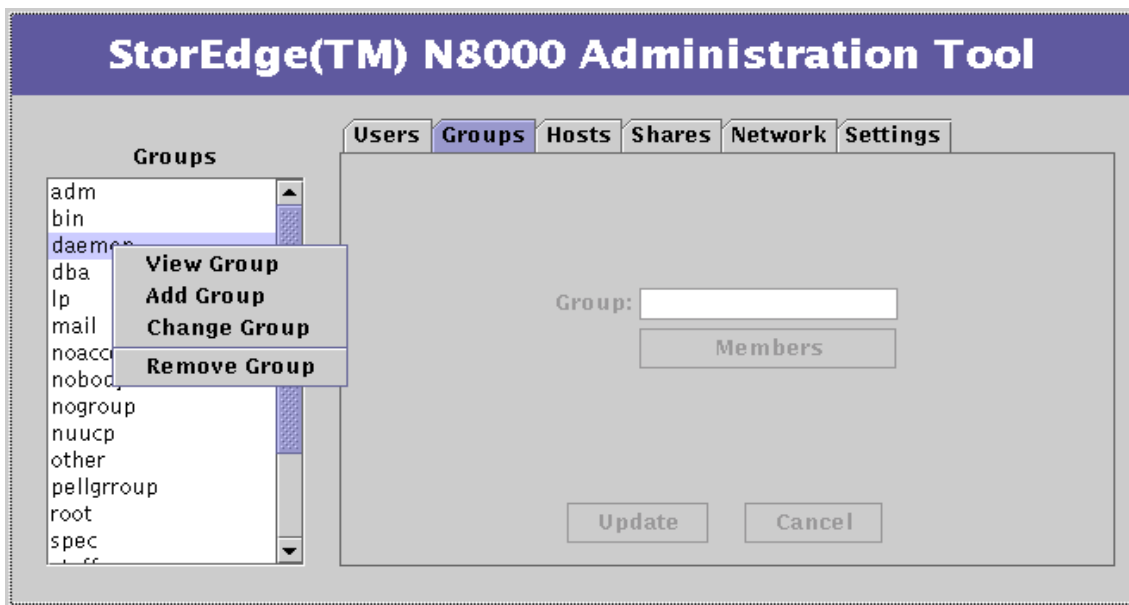 StorEdge(TM) N8000 Administration Tool
Users Groups Hosts Shares Network Settings
Groups
adm
bin
daemon
dba
lp
mail
nogroup
nuucp
other
pellgrroup
root
spec
View Group
Add Group
Change Group
Remove Group
Group:
Members
Update Cancel